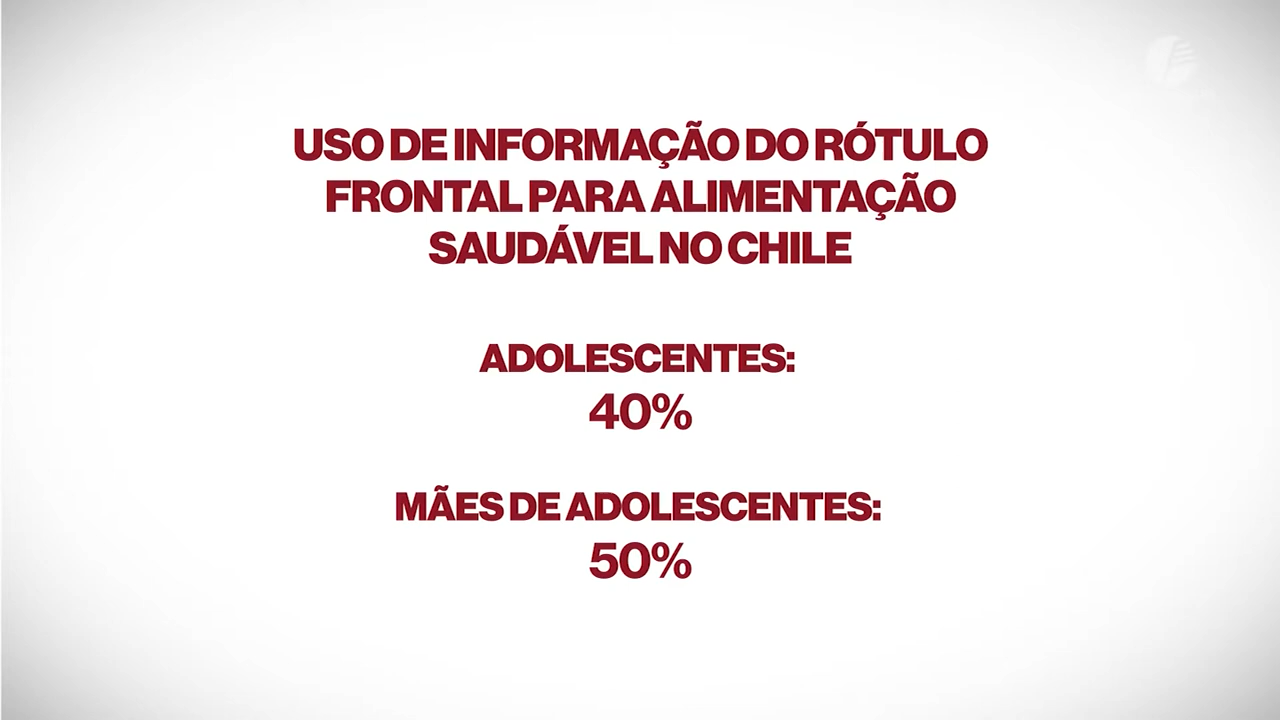 USO DE INFORMAÇÃO DO RÓTULO
FRONTAL PARA ALIMENTAÇÃO
SAUDÁVEL NO CHILE
ADOLESCENTES:
40%
MÃES DE ADOLESCENTES:
50%